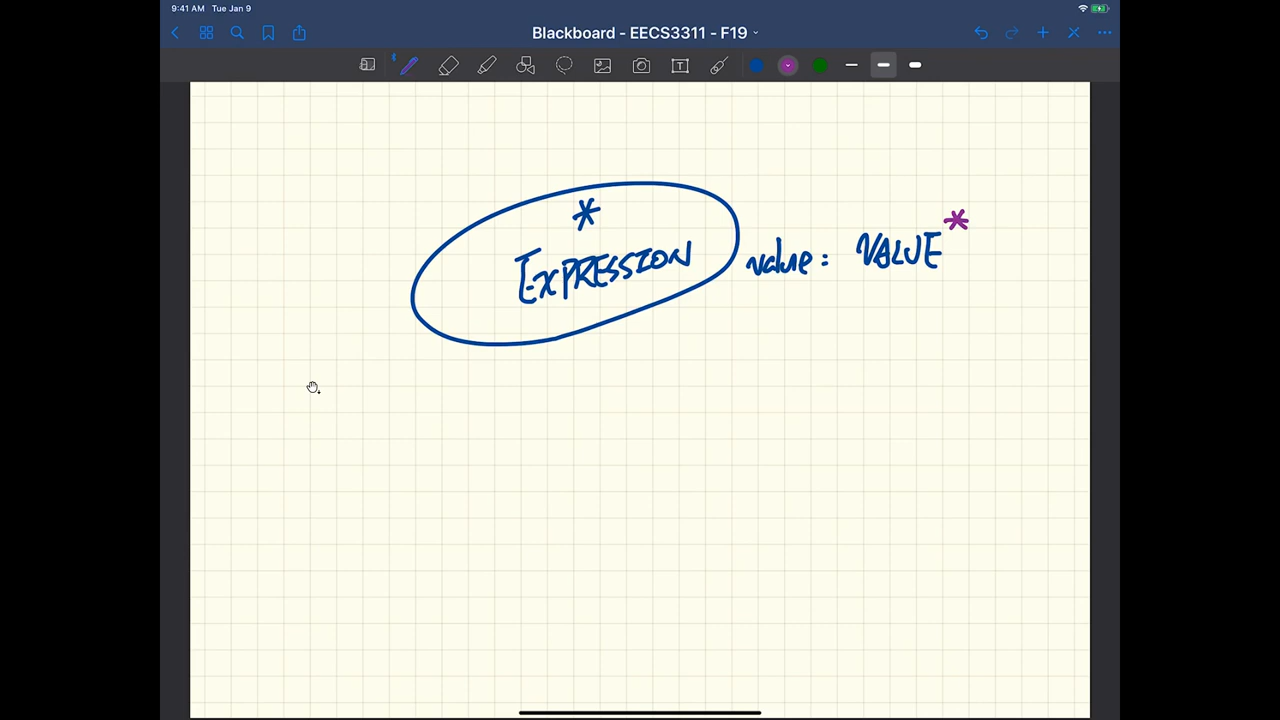 9:41 AM Tue Jan 9
Blackboard - EECS3311 - F19
*
EXPRESSION value: VALUE*